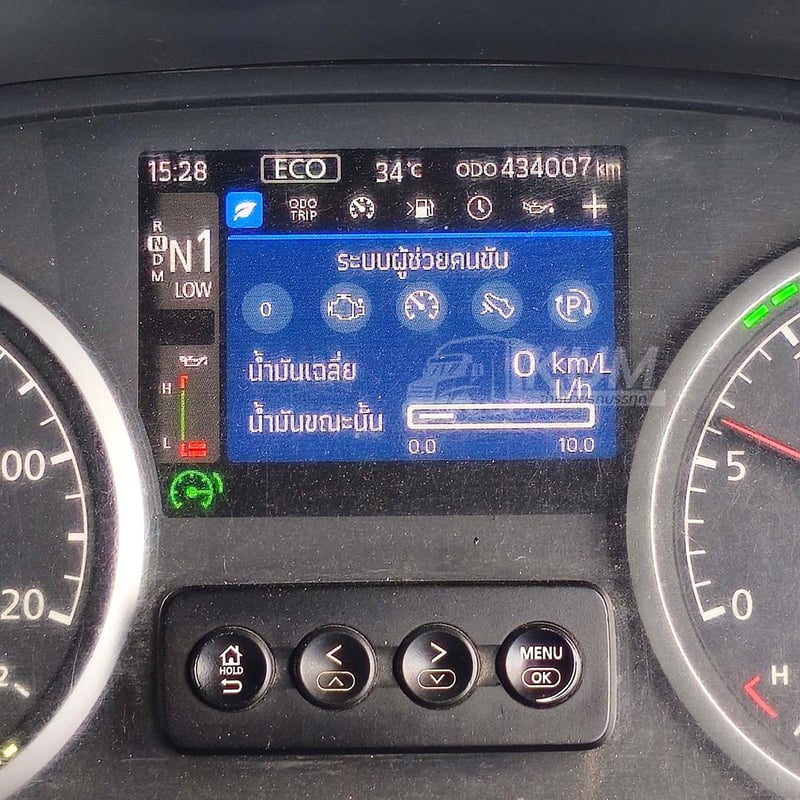 15:28 ECO 34°C ODO 434007 km
ODO
TRIP
R
N
D
M
N1
LOW
ระบบผู้ช่วยคนขับ
0
P
น้ำมันเฉลี่ย 0 km/L
L/h
น้ำมันขณะนั้น
0.0 10.0
H
L
KVM
00
20
5
0
H
2
HOLD
< >
MENU
OK